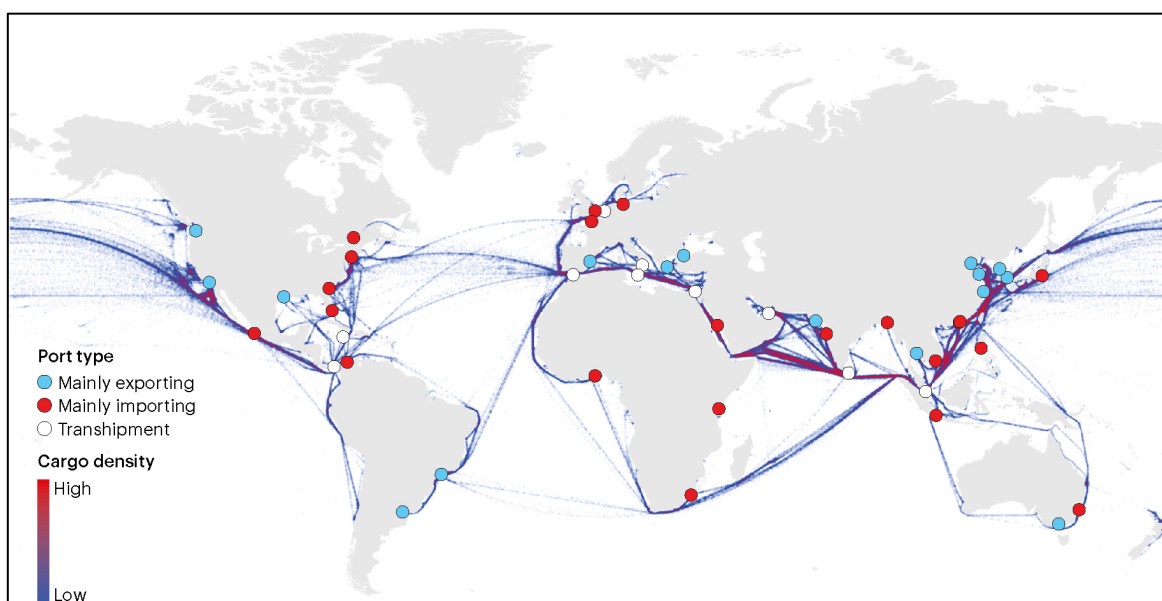 Port type
Mainly exporting
Mainly importing
Transhipment
Cargo density
High
Low